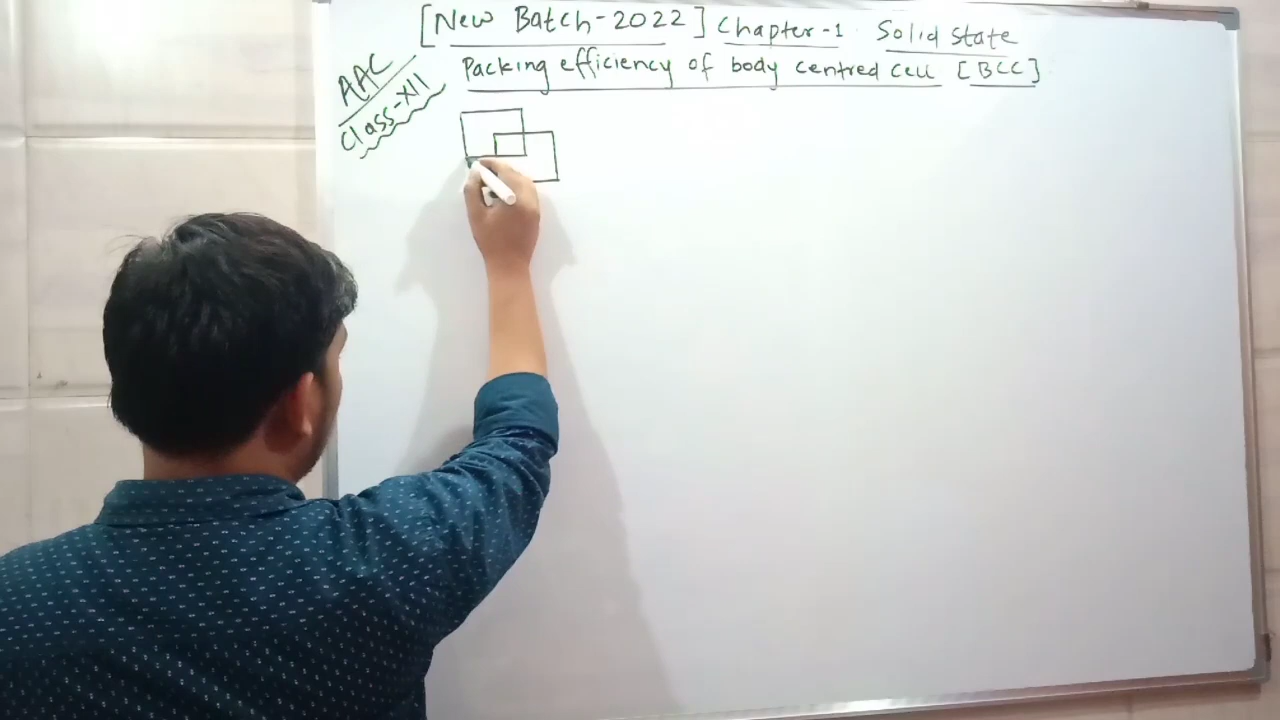 [New Batch-2022] Chapter-1 Solid State
Packing efficiency of body centred cell [BCC]
AAC
Class-XII